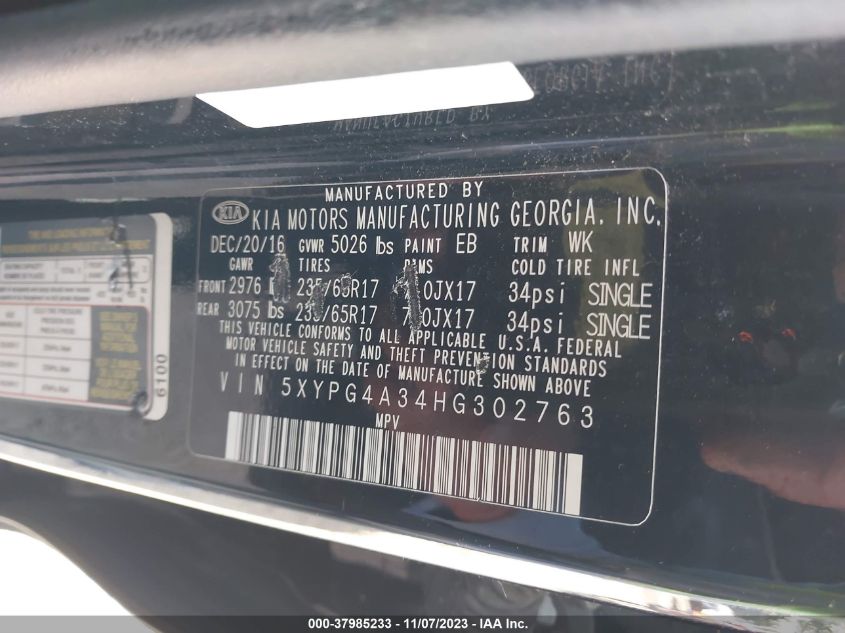 MANUFACTURED BY
KIA KIA MOTORS MANUFACTURING GEORGIA, INC.
DEC/20/16 GVWR 5026 lbs PAINT EB TRIM WK
GAWR TIRES COLD TIRE INFL
FRONT 2976 /65R17 0JX17 34psi SINGLE
REAR 3075 lbs /65R17 0JX17 34psi SINGLE
THIS VEHICLE CONFORMS TO ALL APPLICABLE U.S.A. FEDERAL
MOTOR VEHICLE SAFETY AND THEFT PREVENTION STANDARDS
IN EFFECT ON THE DATE OF MANUFACTURE SHOWN ABOVE
VIN 5XYPG4A34HG302763
MPV
6100
000-37985233 - 11/07/2023 - IAA Inc.